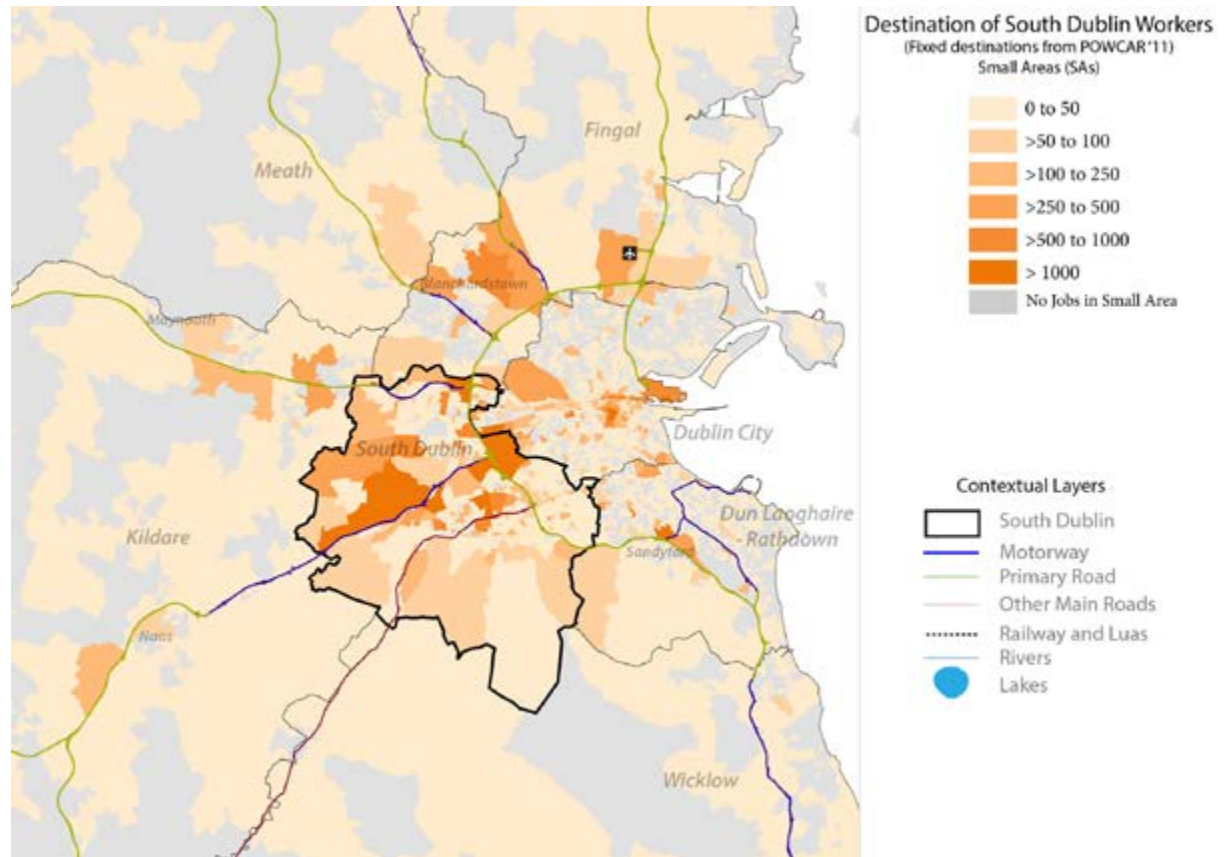 Destination of South Dublin Workers
(Fixed destinations from POWCAR '11)
Small Areas (SAs)
0 to 50
>50 to 100
>100 to 250
>250 to 500
>500 to 1000
> 1000
No Jobs in Small Area
Fingal
Meath
Blanchardstown
Maynooth
Dublin City
South Dublin
Dun Laoghaire
- Rathdown
Kildare
Sandyford
Naas
Wicklow
Contextual Layers
South Dublin
Motorway
Primary Road
Other Main Roads
Railway and Luas
Rivers
Lakes